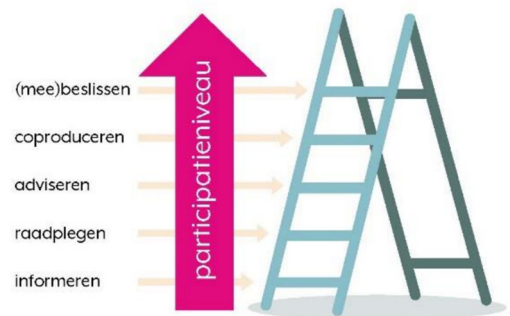 (mee)beslissen
coproduceren
adviseren
raadplegen
informeren
participatieniveau